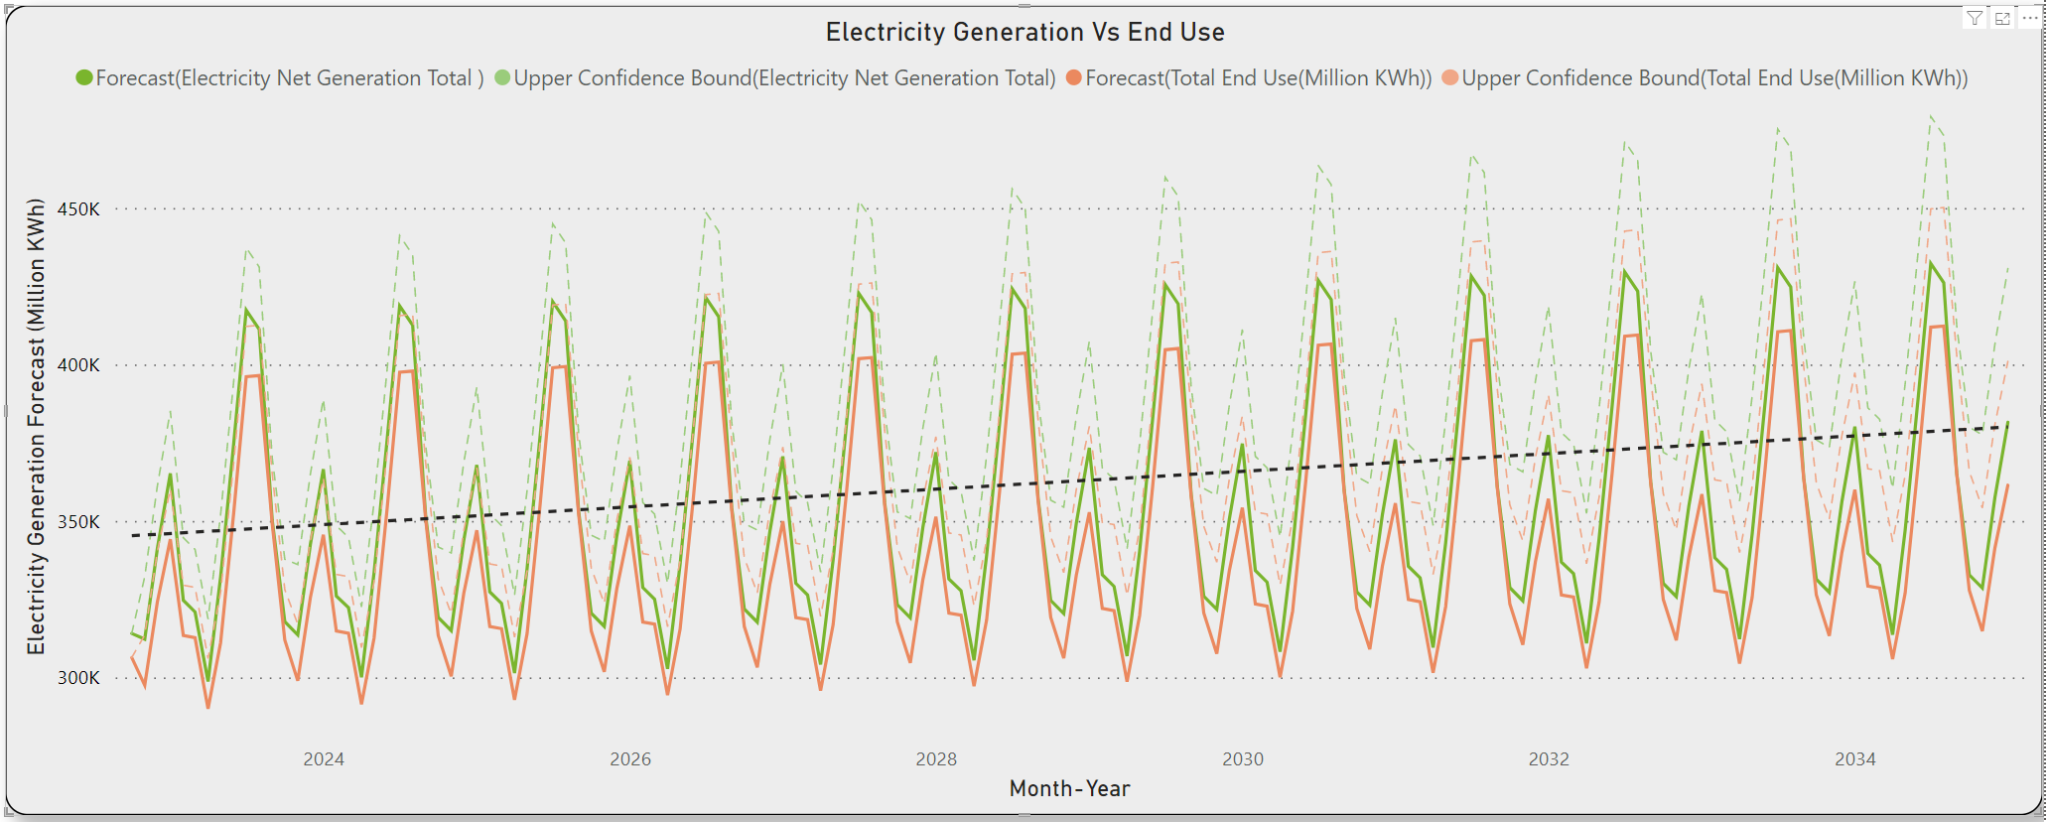 Electricity Generation Vs End Use
Forecast(Electricity Net Generation Total ) Upper Confidence Bound(Electricity Net Generation Total) Forecast(Total End Use(Million KWh)) Upper Confidence Bound(Total End Use(Million KWh))
Electricity Generation Forecast (Million KWh)
450K
400K
350K
300K
2024 2026 2028 2030 2032 2034
Month-Year